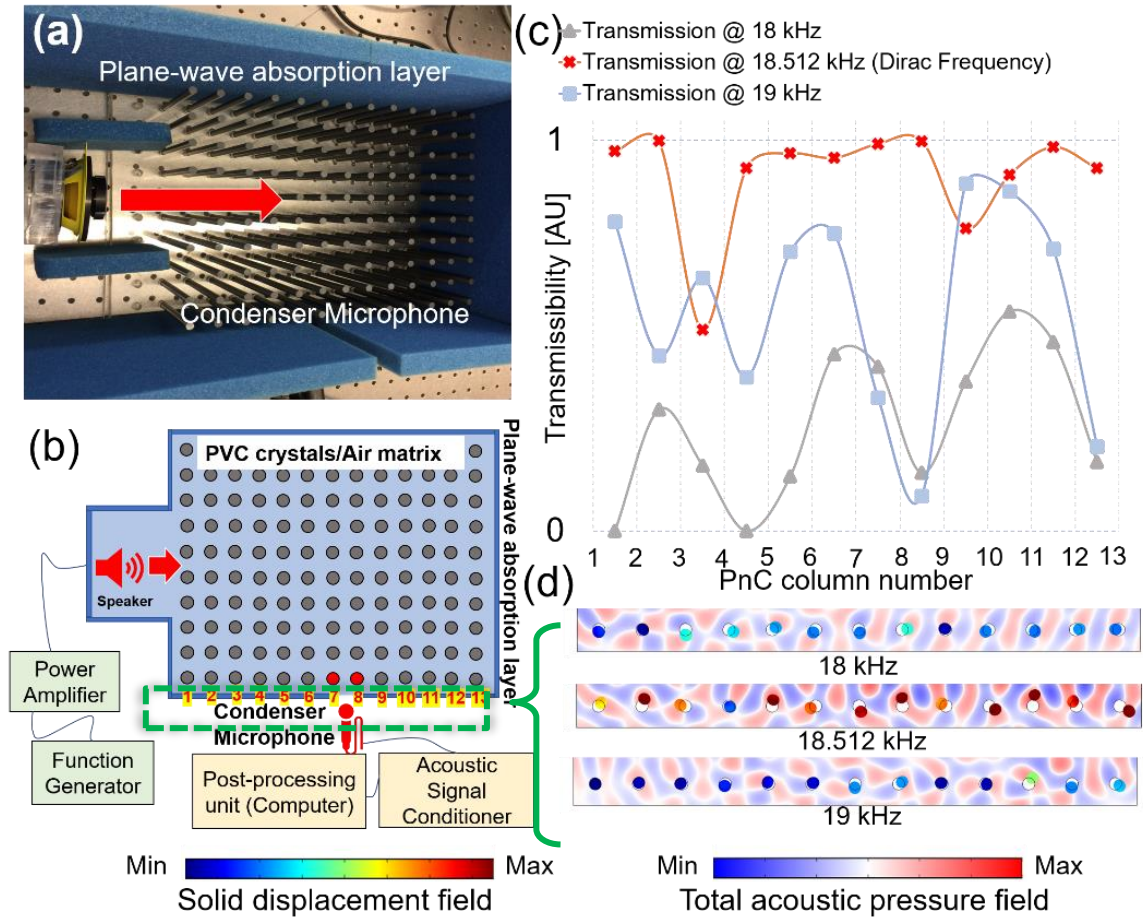 (a)
Plane-wave absorption layer
Condenser Microphone
(b)
PVC crystals/Air matrix
Plane-wave absorption layer
Speaker
1 2 3 4 5 6 7 8 9 10 11 12 13
Power
Amplifier
Function
Generator
Condenser
Microphone
Post-processing
unit (Computer)
Acoustic
Signal
Conditioner
(c)
Transmission @ 18 kHz
Transmission @ 18.512 kHz (Dirac Frequency)
Transmission @ 19 kHz
1
Transmissibility [AU]
0
1 2 3 4 5 6 7 8 9 10 11 12 13
PnC column number
(d)
18 kHz
18.512 kHz
19 kHz
Min Max
Solid displacement field
Min Max
Total acoustic pressure field